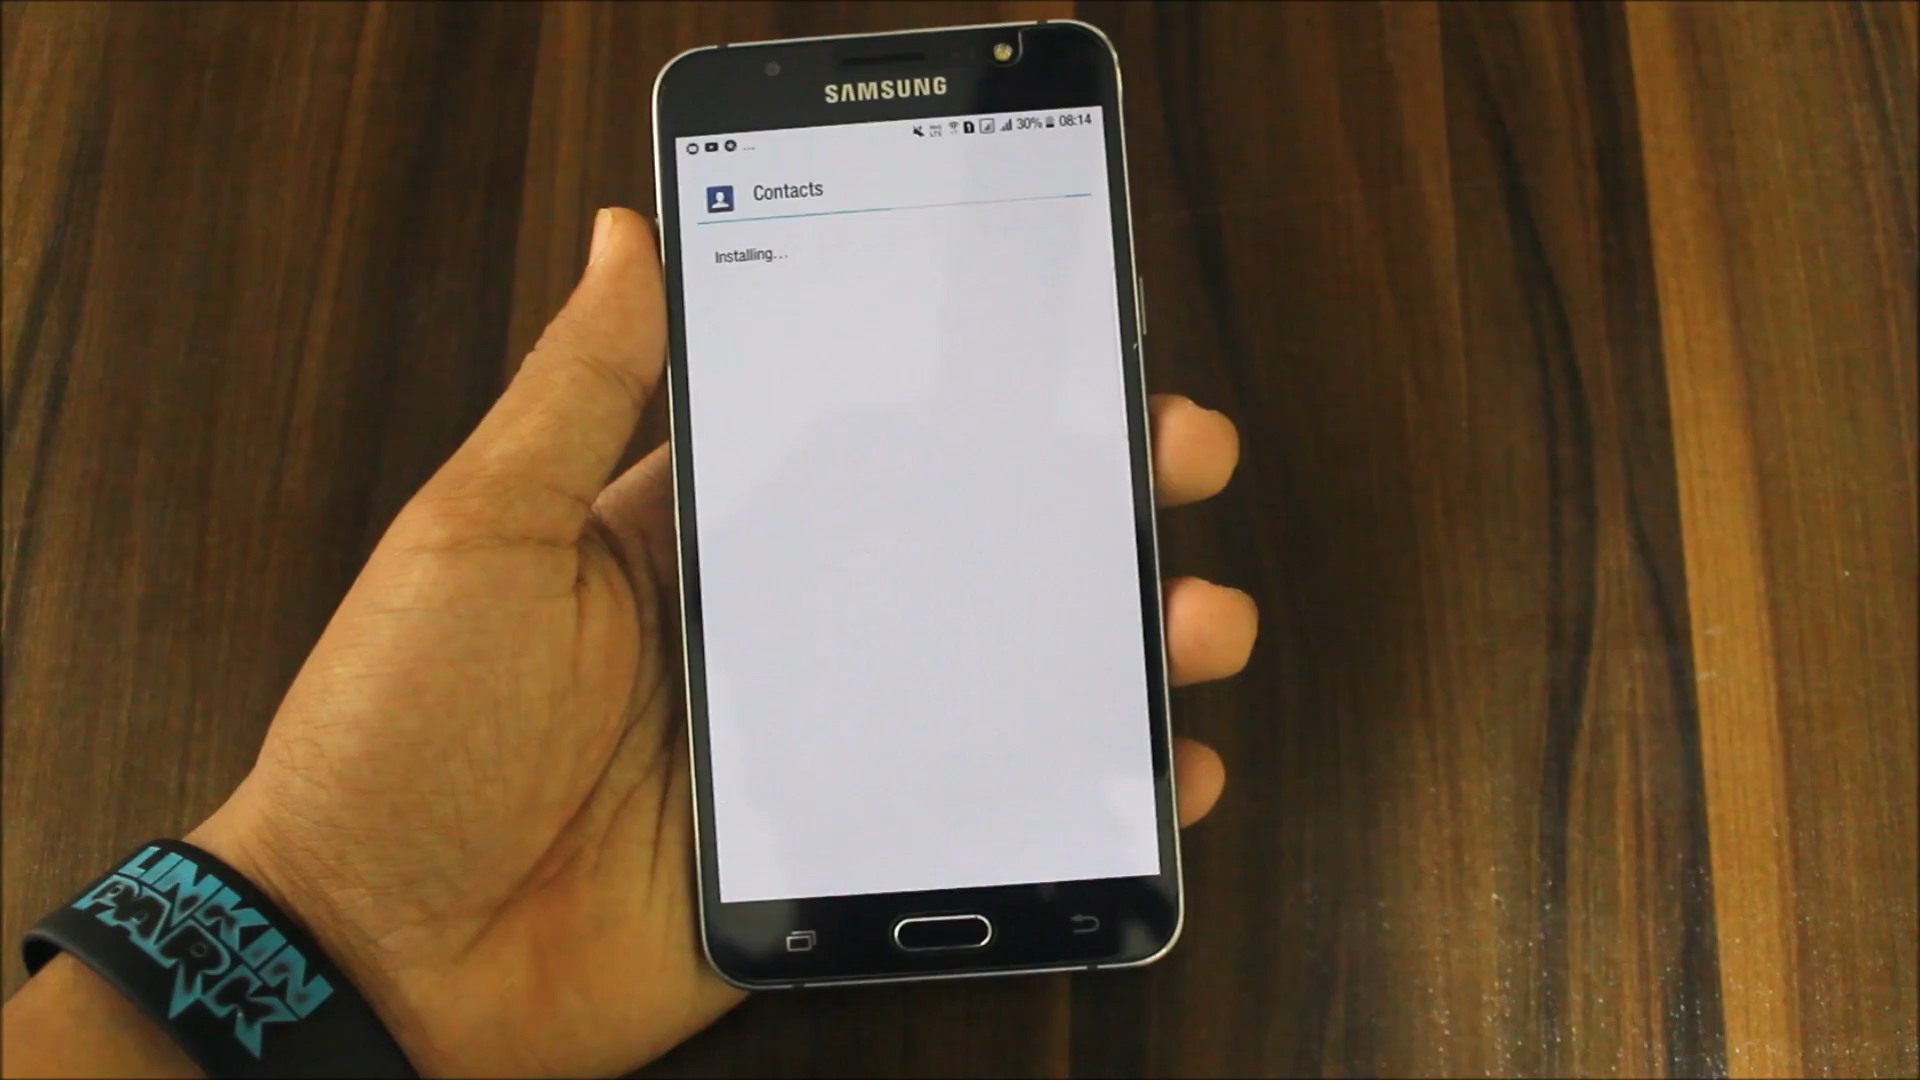 SAMSUNG
30% 08:14
Contacts
Installing...
LINKIN
PARK